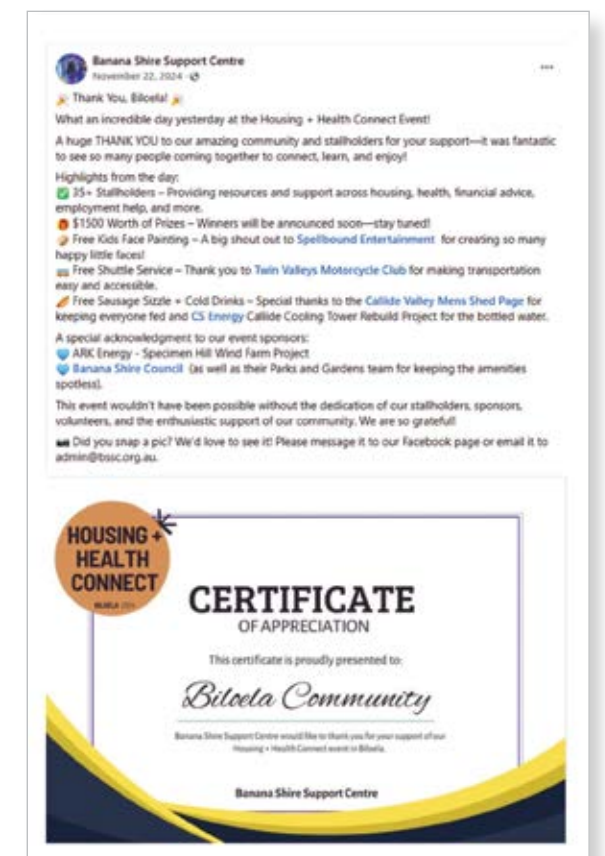 Banana Shire Support Centre
November 22, 2024 ·
🎉 Thank You, Biloela! 🎉
What an incredible day yesterday at the Housing + Health Connect Event!
A huge THANK YOU to our amazing community and stallholders for your support—it was fantastic
to see so many people coming together to connect, learn, and enjoy!
Highlights from the day:
✅ 35+ Stallholders – Providing resources and support across housing, health, financial advice,
employment help, and more.
🎁 $1500 Worth of Prizes – Winners will be announced soon—stay tuned!
🎨 Free Kids Face Painting – A big shout out to Spellbound Entertainment for creating so many
happy little faces!
🚌 Free Shuttle Service – Thank you to Twin Valleys Motorcycle Club for making transportation
easy and accessible.
🌭 Free Sausage Sizzle + Cold Drinks – Special thanks to the Callide Valley Mens Shed Page for
keeping everyone fed and CS Energy Callide Cooling Tower Rebuild Project for the bottled water.
A special acknowledgment to our event sponsors:
💙 ARK Energy - Specimen Hill Wind Farm Project
💙 Banana Shire Council (as well as their Parks and Gardens team for keeping the amenities
spotless).
This event wouldn't have been possible without the dedication of our stallholders, sponsors,
volunteers, and the enthusiastic support of our community. We are so grateful!
📸 Did you snap a pic? We'd love to see it! Please message it to our Facebook page or email it to
admin@bssc.org.au.
HOUSING +
HEALTH
CONNECT
BILOELA
CERTIFICATE
OF APPRECIATION
This certificate is proudly presented to:
Biloela Community
Banana Shire Support Centre would like to thank you for your support of our
Housing + Health Connect event in Biloela.
Banana Shire Support Centre